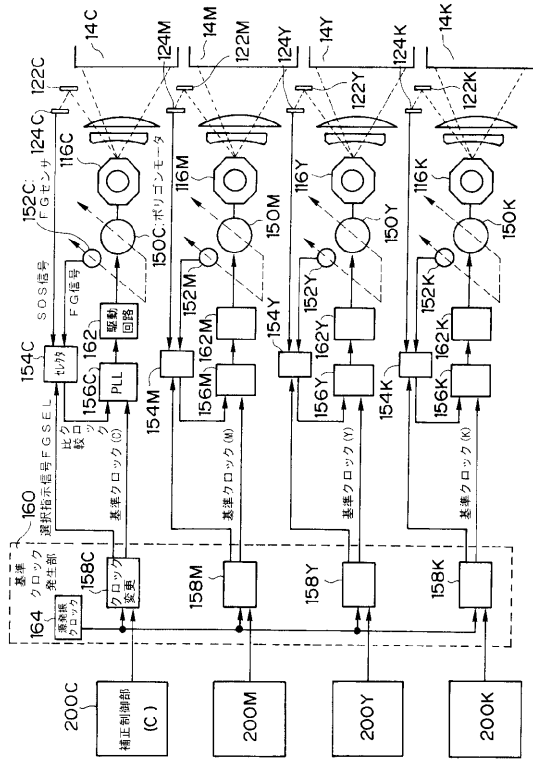 14C
122C
124C
116C
152C:FGセンサ
150C:ポリゴンモータ
SOS信号
FG信号
162
駆動
回路
154C
セレクタ
156C
PLL
比較クロック
選択指示信号FGSEL
基準クロック(C)
160
基準
クロック
発生部
164
源発振
クロック
158C
クロック
変更
200C
補正制御部
(C)
14M
124M
122M
116M
150M
152M
162M
154M
156M
基準クロック(M)
158M
200M
14Y
124Y
122Y
116Y
150Y
152Y
162Y
154Y
156Y
基準クロック(Y)
158Y
200Y
14K
124K
122K
116K
150K
152K
162K
154K
156K
基準クロック(K)
158K
200K